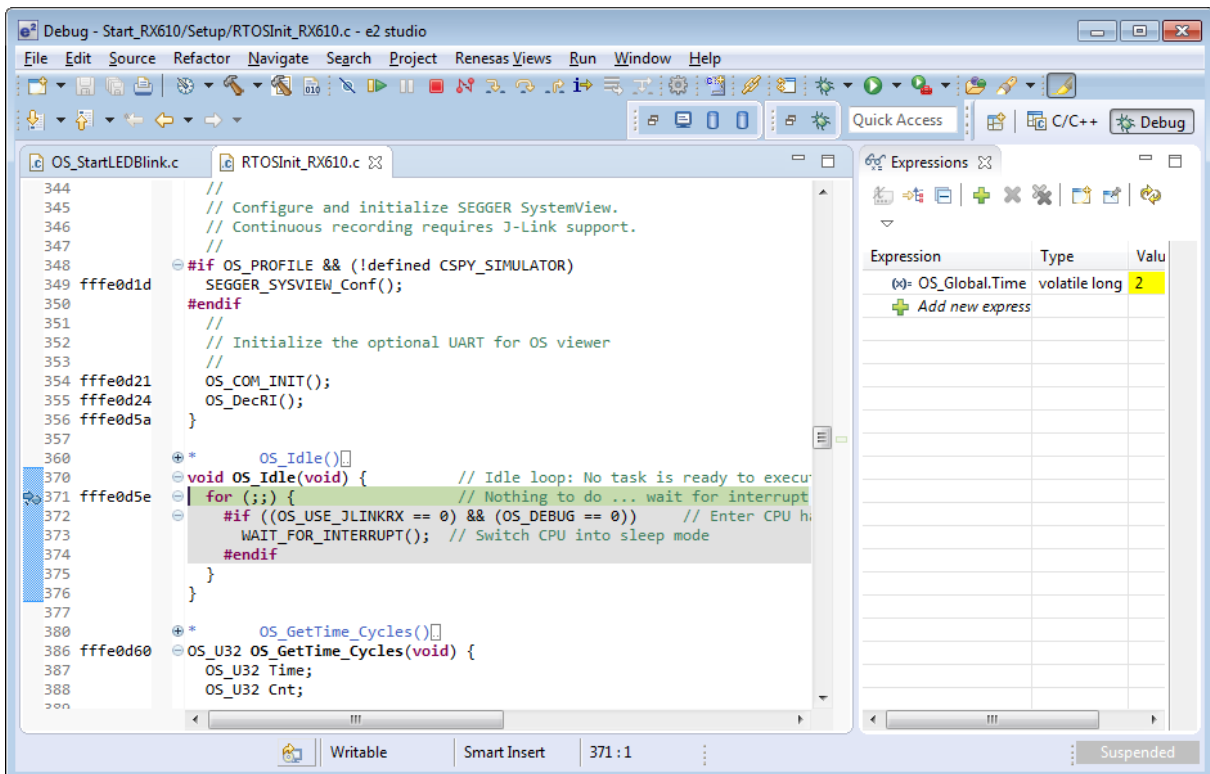 Debug - Start_RX610/Setup/RTOSInit_RX610.c - e2 studio
File Edit Source Refactor Navigate Search Project Renesas Views Run Window Help
Quick Access C/C++ Debug
OS_StartLEDBlink.c RTOSInit_RX610.c Expressions
344 //
345 // Configure and initialize SEGGER SystemView.
346 // Continuous recording requires J-Link support.
347 //
348 #if OS_PROFILE && (!defined CSPY_SIMULATOR)
349 fffe0d1d SEGGER_SYSVIEW_Conf();
350 #endif
351 //
352 // Initialize the optional UART for OS viewer
353 //
354 fffe0d21 OS_COM_INIT();
355 fffe0d24 OS_DecRI();
356 fffe0d5a }
357
360 * OS_Idle()
370 void OS_Idle(void) { // Idle loop: No task is ready to execu
371 fffe0d5e for (;;) { // Nothing to do ... wait for interrupt
372 #if ((OS_USE_JLINKRX == 0) && (OS_DEBUG == 0)) // Enter CPU ha
373 WAIT_FOR_INTERRUPT(); // Switch CPU into sleep mode
374 #endif
375 }
376 }
377
380 * OS_GetTime_Cycles()
386 fffe0d60 OS_U32 OS_GetTime_Cycles(void) {
387 OS_U32 Time;
388 OS_U32 Cnt;
389
Expression Type Valu
(x)= OS_Global.Time volatile long 2
Add new express
Writable Smart Insert 371 : 1 Suspended